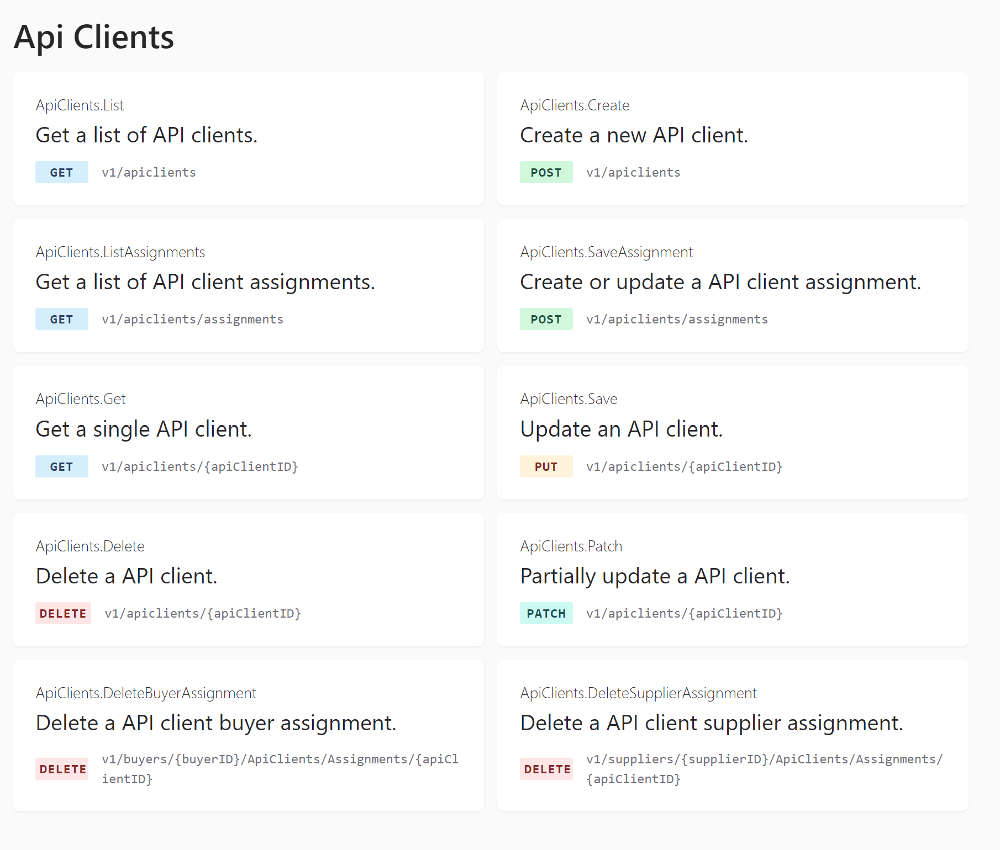 Api Clients
ApiClients.List
Get a list of API clients.
GET v1/apiclients
ApiClients.Create
Create a new API client.
POST v1/apiclients
ApiClients.ListAssignments
Get a list of API client assignments.
GET v1/apiclients/assignments
ApiClients.SaveAssignment
Create or update a API client assignment.
POST v1/apiclients/assignments
ApiClients.Get
Get a single API client.
GET v1/apiclients/{apiClientID}
ApiClients.Save
Update an API client.
PUT v1/apiclients/{apiClientID}
ApiClients.Delete
Delete a API client.
DELETE v1/apiclients/{apiClientID}
ApiClients.Patch
Partially update a API client.
PATCH v1/apiclients/{apiClientID}
ApiClients.DeleteBuyerAssignment
Delete a API client buyer assignment.
DELETE v1/buyers/{buyerID}/ApiClients/Assignments/{apiCl
ientID}
ApiClients.DeleteSupplierAssignment
Delete a API client supplier assignment.
DELETE v1/suppliers/{supplierID}/ApiClients/Assignments/
{apiClientID}